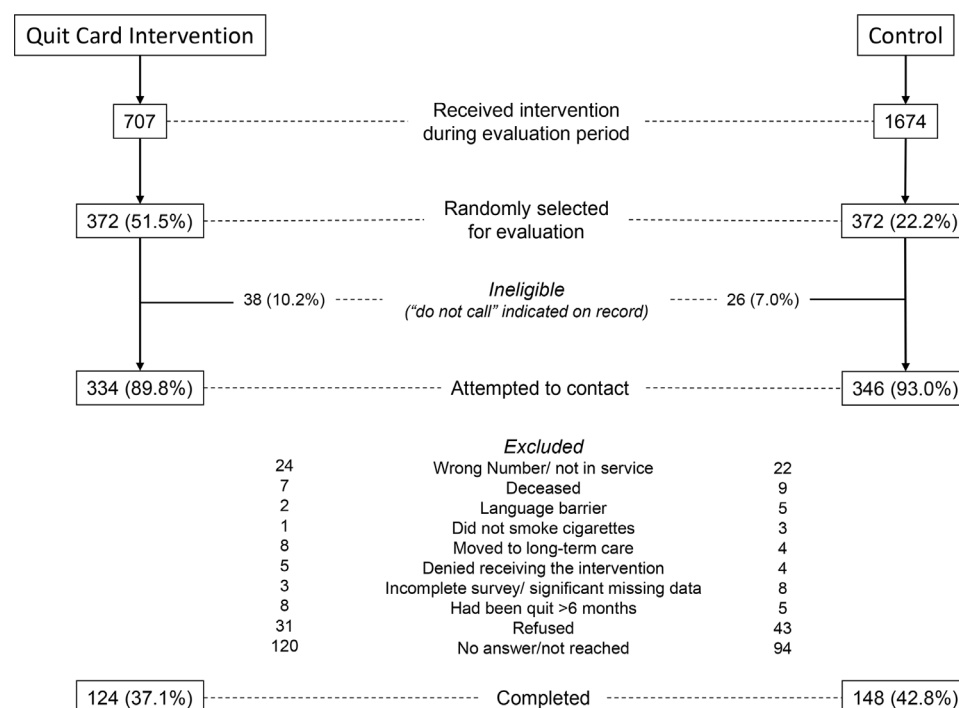 Quit Card Intervention
Control
707
Received intervention
during evaluation period
1674
372 (51.5%)
Randomly selected
for evaluation
372 (22.2%)
38 (10.2%)
Ineligible
("do not call" indicated on record)
26 (7.0%)
334 (89.8%)
Attempted to contact
346 (93.0%)
Excluded
24 Wrong Number/ not in service 22
7 Deceased 9
2 Language barrier 5
1 Did not smoke cigarettes 3
8 Moved to long-term care 4
5 Denied receiving the intervention 4
3 Incomplete survey/ significant missing data 8
8 Had been quit >6 months 5
31 Refused 43
120 No answer/not reached 94
124 (37.1%)
Completed
148 (42.8%)